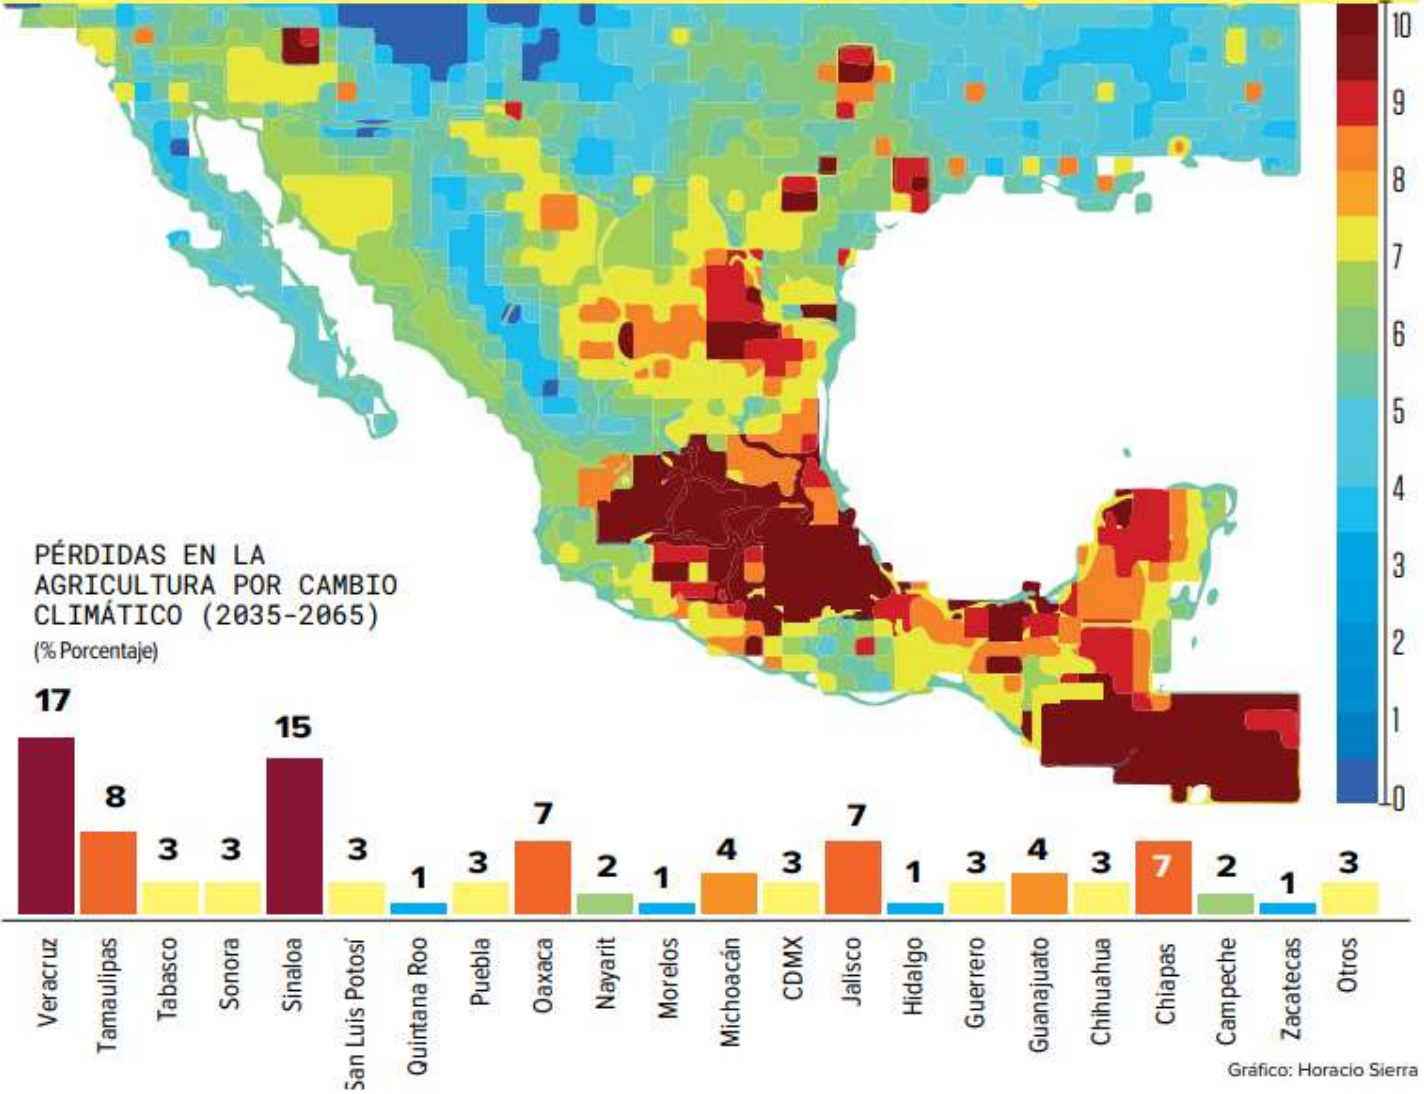 10
9
8
7
6
5
4
3
2
1
0
PÉRDIDAS EN LA
AGRICULTURA POR CAMBIO
CLIMÁTICO (2035-2065)
(% Porcentaje)
17
8
3
3
15
3
1
3
7
2
1
4
3
7
1
3
4
3
7
2
1
3
Veracruz
Tamaulipas
Tabasco
Sonora
Sinaloa
San Luis Potosí
Quintana Roo
Puebla
Oaxaca
Nayarit
Morelos
Michoacán
CDMX
Jalisco
Hidalgo
Guerrero
Guanajuato
Chihuahua
Chiapas
Campeche
Zacatecas
Otros
Gráfico: Horacio Sierra